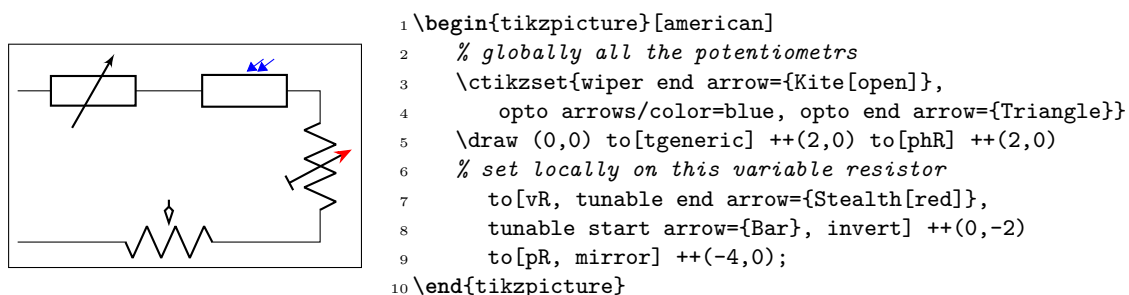 1 \begin{tikzpicture}[american]
2 % globally all the potentiometrs
3 \ctikzset{wiper end arrow={Kite[open]},
4 opto arrows/color=blue, opto end arrow={Triangle}}
5 \draw (0,0) to[tgeneric] ++(2,0) to[phR] ++(2,0)
6 % set locally on this variable resistor
7 to[vR, tunable end arrow={Stealth[red]},
8 tunable start arrow={Bar}, invert] ++(0,-2)
9 to[pR, mirror] ++(-4,0);
10 \end{tikzpicture}